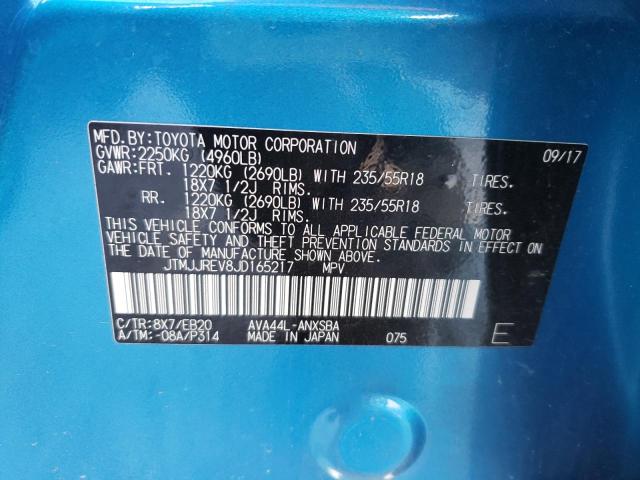 MFD.BY:TOYOTA MOTOR CORPORATION 09/17
GVWR:2250KG (4960LB)
GAWR:FRT. 1220KG (2690LB) WITH 235/55R18 TIRES.
18X7 1/2J RIMS.
RR. 1220KG (2690LB) WITH 235/55R18 TIRES.
18X7 1/2J RIMS.
THIS VEHICLE CONFORMS TO ALL APPLICABLE FEDERAL MOTOR
VEHICLE SAFETY AND THEFT PREVENTION STANDARDS IN EFFECT ON
THE DATE OF MANUFACTURE SHOWN ABOVE.
JTMJJREV8JD165217 MPV
C/TR:8X7/EB20 AVA44L-ANXSBA
A/TM:-08A/P314 MADE IN JAPAN 075 E